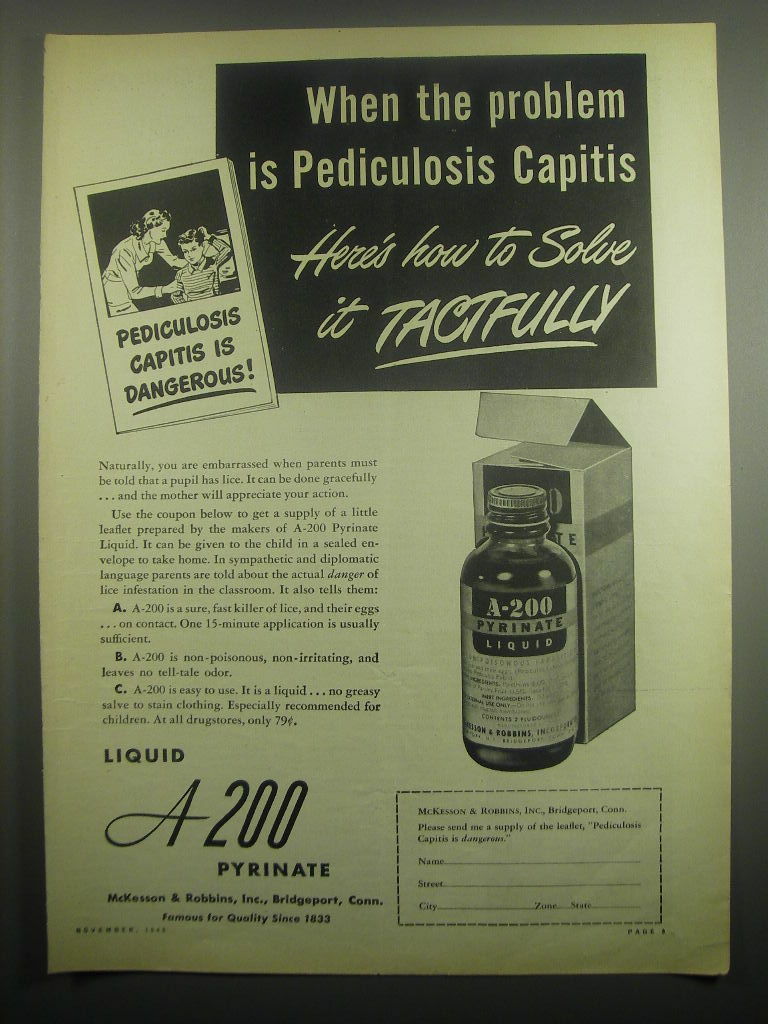 When the problem
is Pediculosis Capitis
Here's how to Solve
it TACTFULLY
PEDICULOSIS
CAPITIS IS
DANGEROUS!
Naturally, you are embarrassed when parents must
be told that a pupil has lice. It can be done gracefully
... and the mother will appreciate your action.
Use the coupon below to get a supply of a little
leaflet prepared by the makers of A-200 Pyrinate
Liquid. It can be given to the child in a sealed en-
velope to take home. In sympathetic and diplomatic
language parents are told about the actual danger of
lice infestation in the classroom. It also tells them:
A. A-200 is a sure, fast killer of lice, and their eggs
... on contact. One 15-minute application is usually
sufficient.
B. A-200 is non-poisonous, non-irritating, and
leaves no tell-tale odor.
C. A-200 is easy to use. It is a liquid ... no greasy
salve to stain clothing. Especially recommended for
children. At all drugstores, only 79¢.
A-200
PYRINATE
LIQUID
CONTENTS 2 FLUID
KESSON & ROBBINS, INCORPORA
LIQUID
A-200
PYRINATE
McKesson & Robbins, Inc., Bridgeport, Conn.
Famous for Quality Since 1833
McKesson & Robbins, Inc., Bridgeport, Conn.
Please send me a supply of the leaflet, "Pediculosis
Capitis is dangerous."
Name
Street
City Zone State
NOVEMBER,
PAGE